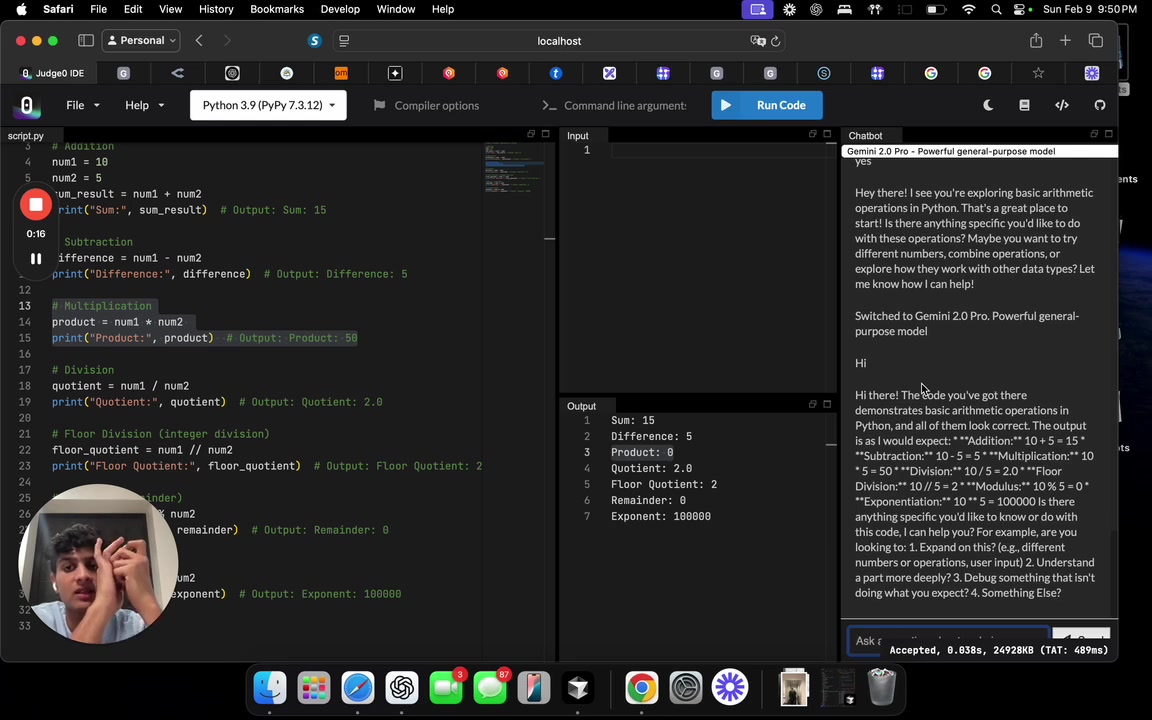 Safari File Edit View History Bookmarks Develop Window Help Sun Feb 9 9:50 PM
Personal localhost
Judge0 IDE
File Help Python 3.9 (PyPy 7.3.12) Compiler options Command line arguments Run Code
script.py
3 # Addition
4 num1 = 10
5 num2 = 5
sum_result = num1 + num2
print("Sum:", sum_result) # Output: Sum: 15
Subtraction
difference = num1 - num2
print("Difference:", difference) # Output: Difference: 5
12
13 # Multiplication
14 product = num1 * num2
15 print("Product:", product) # Output: Product: 50
16
17 # Division
18 quotient = num1 / num2
19 print("Quotient:", quotient) # Output: Quotient: 2.0
20
21 # Floor Division (integer division)
22 floor_quotient = num1 // num2
23 print("Floor Quotient:", floor_quotient) # Output: Floor Quotient: 2
24
25
num2
remainder) # Output: Remainder: 0
num2
exponent) # Output: Exponent: 100000
32
33
0:16
Input
1
Output
1 Sum: 15
2 Difference: 5
3 Product: 0
4 Quotient: 2.0
5 Floor Quotient: 2
6 Remainder: 0
7 Exponent: 100000
Chatbot
Gemini 2.0 Pro - Powerful general-purpose model
yes
Hey there! I see you're exploring basic arithmetic
operations in Python. That's a great place to
start! Is there anything specific you'd like to do
with these operations? Maybe you want to try
different numbers, combine operations, or
explore how they work with other data types? Let
me know how I can help!
Switched to Gemini 2.0 Pro. Powerful general-
purpose model
Hi
Hi there! The code you've got there
demonstrates basic arithmetic operations in
Python, and all of them look correct. The output
is as I would expect: * **Addition:** 10 + 5 = 15 *
**Subtraction:** 10 - 5 = 5 * **Multiplication:** 10
* 5 = 50 * **Division:** 10 / 5 = 2.0 * **Floor
Division:** 10 // 5 = 2 * **Modulus:** 10 % 5 = 0 *
**Exponentiation:** 10 ** 5 = 100000 Is there
anything specific you'd like to know or do with
this code, I can help you? For example, are you
looking to: 1. Expand on this? (e.g., different
numbers or operations, user input) 2. Understand
a part more deeply? 3. Debug something that isn't
doing what you expect? 4. Something Else?
Accepted, 0.038s, 24928KB (TAT: 489ms)
3
87